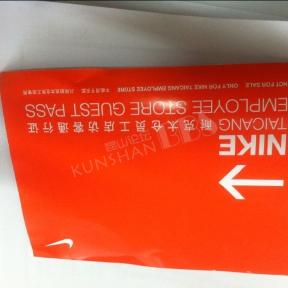 NIKE
TAICANG 耐克太仓员工店访客通行证
EMPLOYEE STORE GUEST PASS
NOT FOR SALE ONLY FOR NIKE TAICANG EMPLOYEE STORE
KUNSHAN BBS